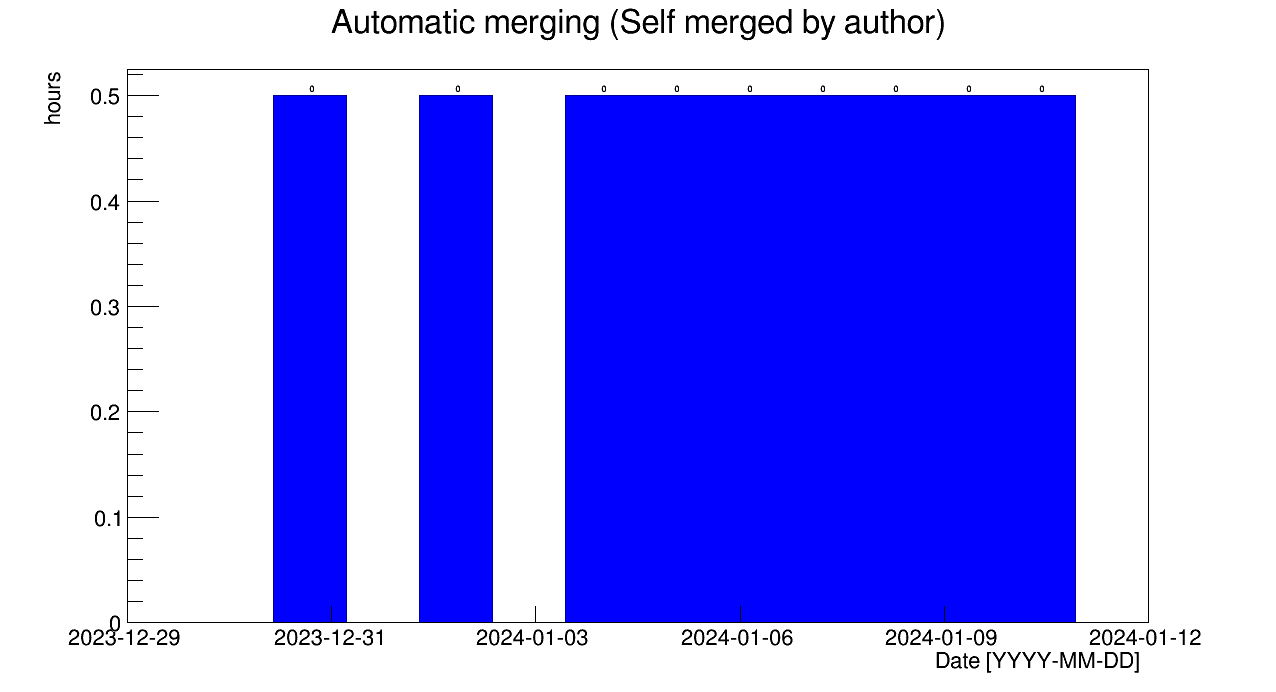 Automatic merging (Self merged by author)
hours
0 0 0 0 0 0 0 0 0
0.5
0.4
0.3
0.2
0.1
0
2023-12-29 2023-12-31 2024-01-03 2024-01-06 2024-01-09 2024-01-12
Date [YYYY-MM-DD]